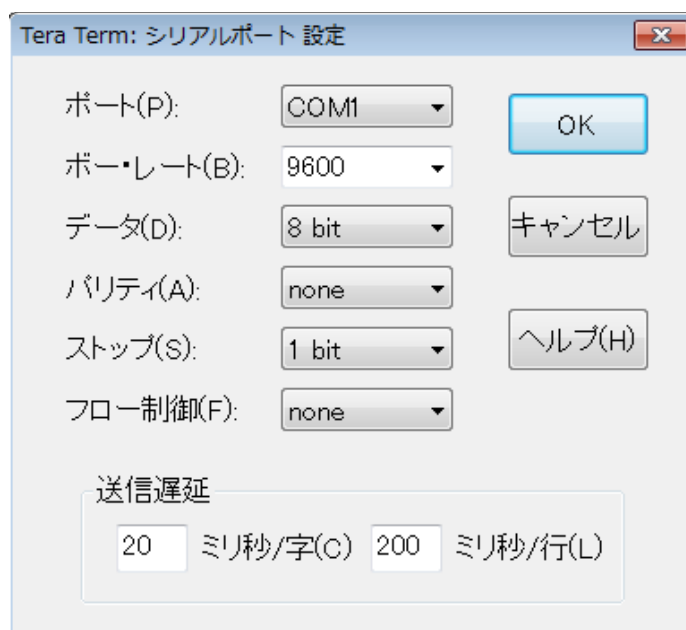 Tera Term: シリアルポート 設定
ポート(P): COM1 OK
ボー・レート(B): 9600
データ(D): 8 bit キャンセル
パリティ(A): none
ストップ(S): 1 bit ヘルプ(H)
フロー制御(F): none
送信遅延
20 ミリ秒/字(C) 200 ミリ秒/行(L)